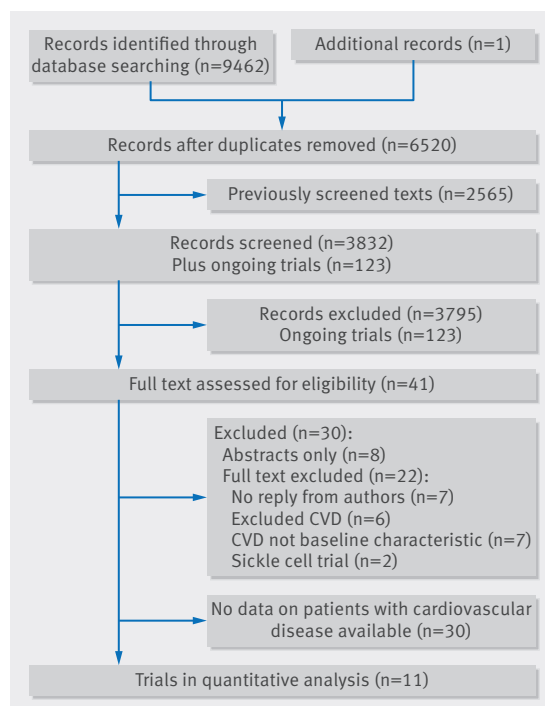 Records identified through
database searching (n=9462)
Additional records (n=1)
Records after duplicates removed (n=6520)
Previously screened texts (n=2565)
Records screened (n=3832)
Plus ongoing trials (n=123)
Records excluded (n=3795)
Ongoing trials (n=123)
Full text assessed for eligibility (n=41)
Excluded (n=30):
Abstracts only (n=8)
Full text excluded (n=22):
No reply from authors (n=7)
Excluded CVD (n=6)
CVD not baseline characteristic (n=7)
Sickle cell trial (n=2)
No data on patients with cardiovascular
disease available (n=30)
Trials in quantitative analysis (n=11)